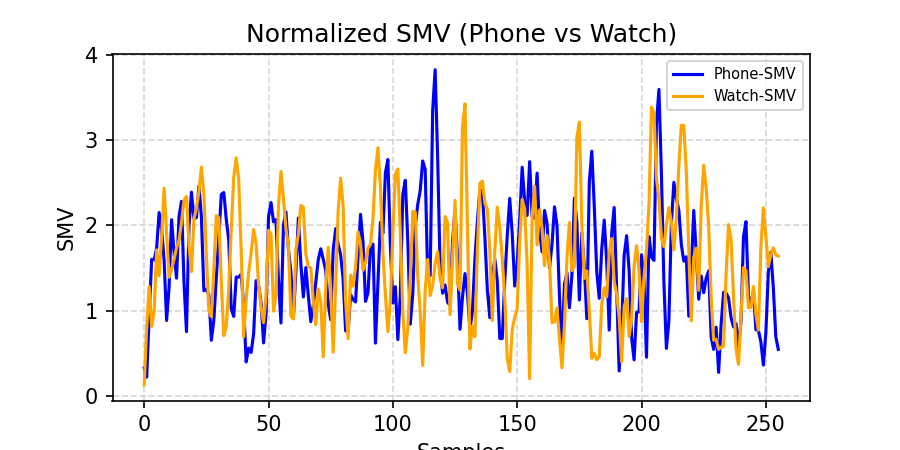 Normalized SMV (Phone vs Watch)
Phone-SMV
Watch-SMV
SMV
4
3
2
1
0
0 50 100 150 200 250
Samples